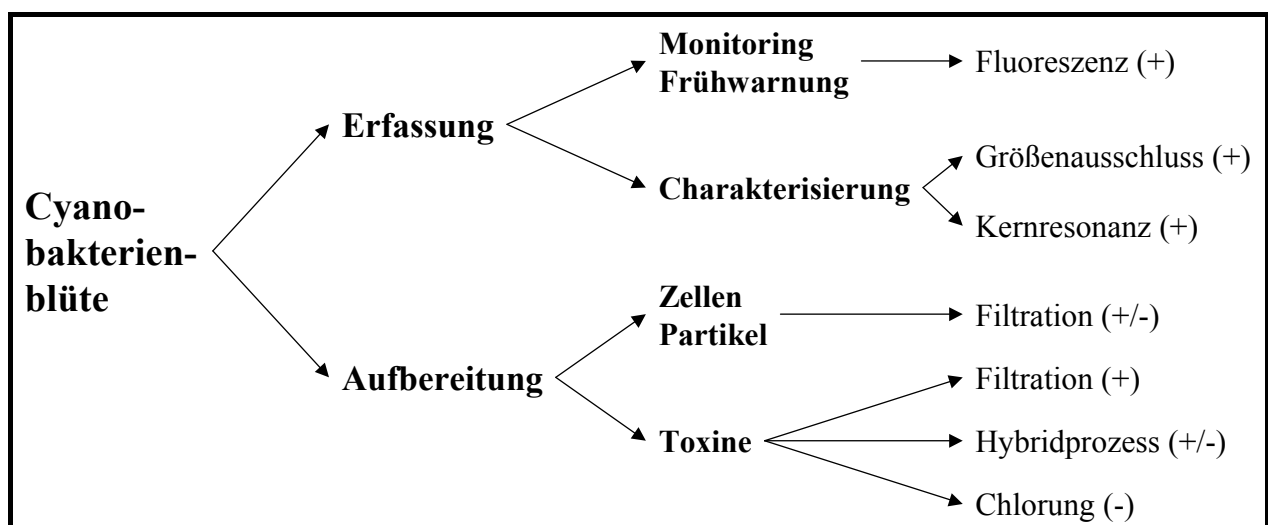 Cyano-
bakterien-
blüte
Erfassung
Aufbereitung
Monitoring
Frühwarnung
Charakterisierung
Zellen
Partikel
Toxine
Fluoreszenz (+)
Größenausschluss (+)
Kernresonanz (+)
Filtration (+/-)
Filtration (+)
Hybridprozess (+/-)
Chlorung (-)